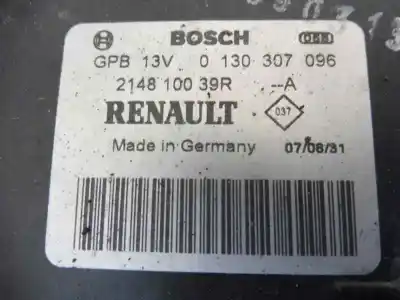 BOSCH
GPB 13V 0 130 307 096
2148 100 39R --A
RENAULT 037
Made in Germany 07/08/31